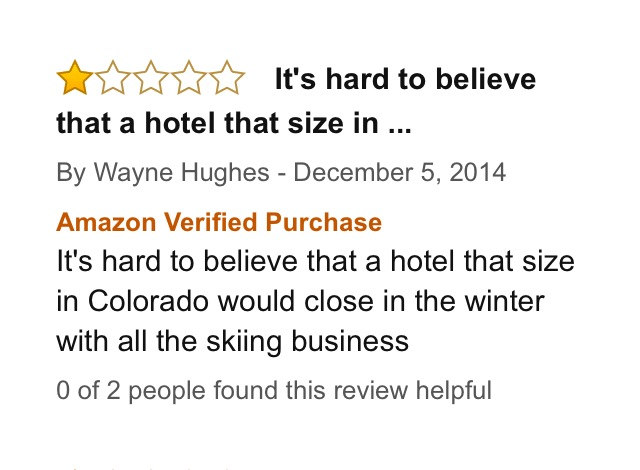 It's hard to believe
that a hotel that size in ...
By Wayne Hughes - December 5, 2014
Amazon Verified Purchase
It's hard to believe that a hotel that size
in Colorado would close in the winter
with all the skiing business
0 of 2 people found this review helpful